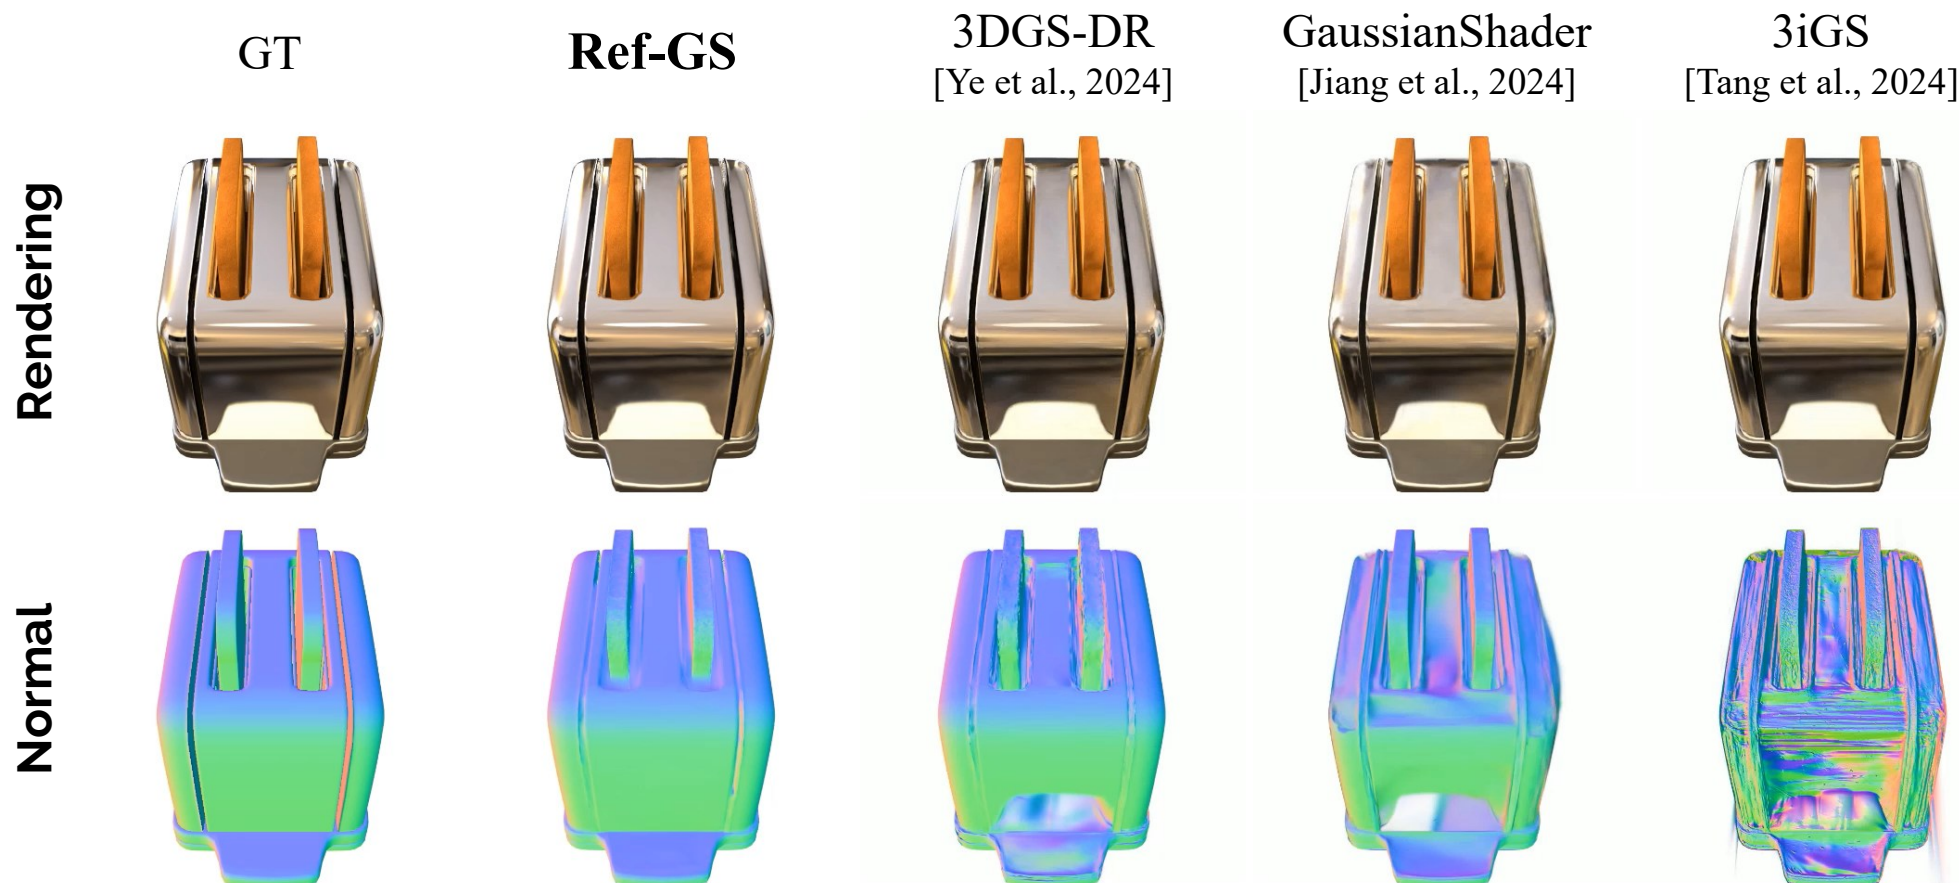 GT
Ref-GS
3DGS-DR
[Ye et al., 2024]
GaussianShader
[Jiang et al., 2024]
3iGS
[Tang et al., 2024]
Rendering
Normal